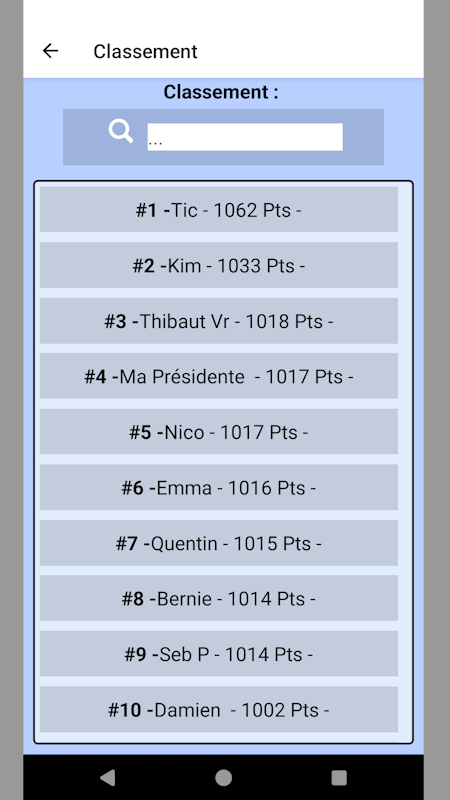 Classement
Classement :
...
#1 -Tic - 1062 Pts -
#2 -Kim - 1033 Pts -
#3 -Thibaut Vr - 1018 Pts -
#4 -Ma Présidente  - 1017 Pts -
#5 -Nico - 1017 Pts -
#6 -Emma - 1016 Pts -
#7 -Quentin - 1015 Pts -
#8 -Bernie - 1014 Pts -
#9 -Seb P - 1014 Pts -
#10 -Damien  - 1002 Pts -